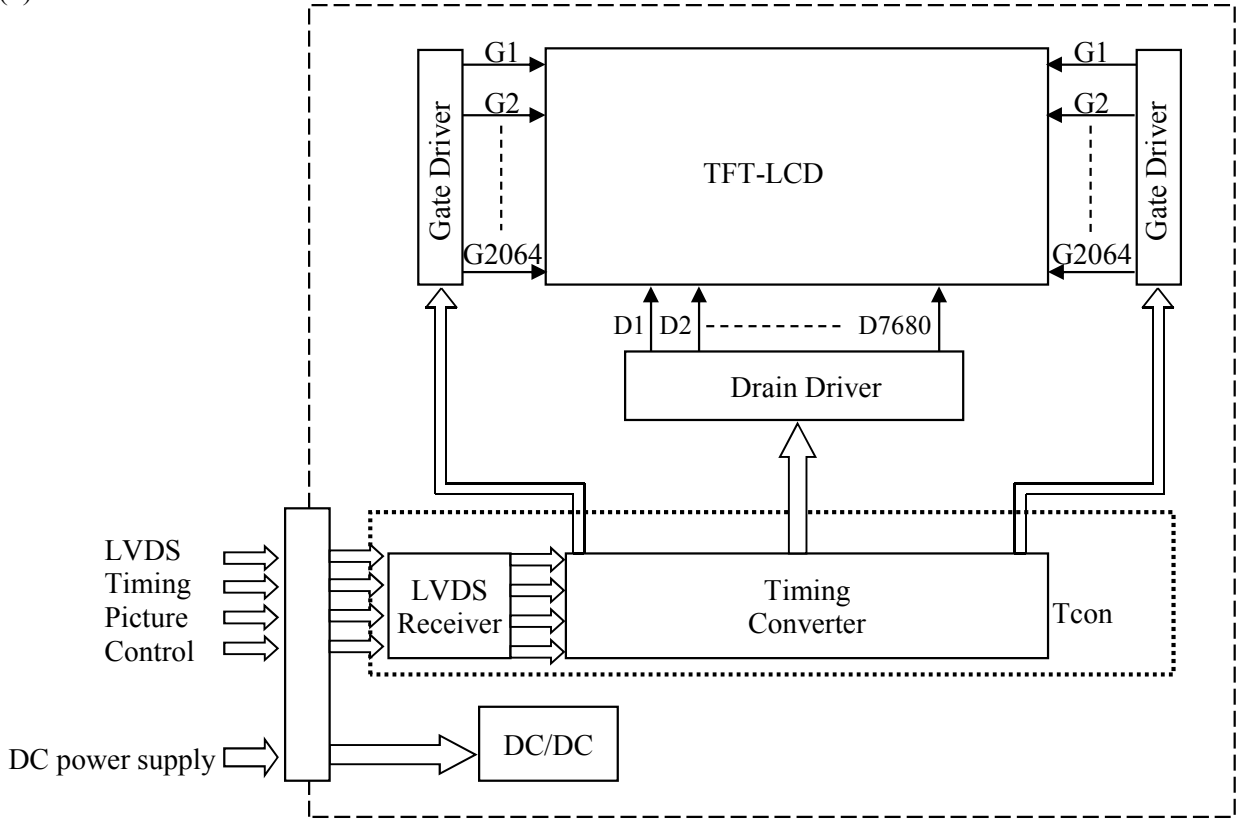 G1
G1
G2
G2
Gate Driver
TFT-LCD
Gate Driver
G2064
G2064
D1
D2
D7680
Drain Driver
LVDS
Timing
Picture
Control
LVDS
Receiver
Timing
Converter
Tcon
DC power supply
DC/DC